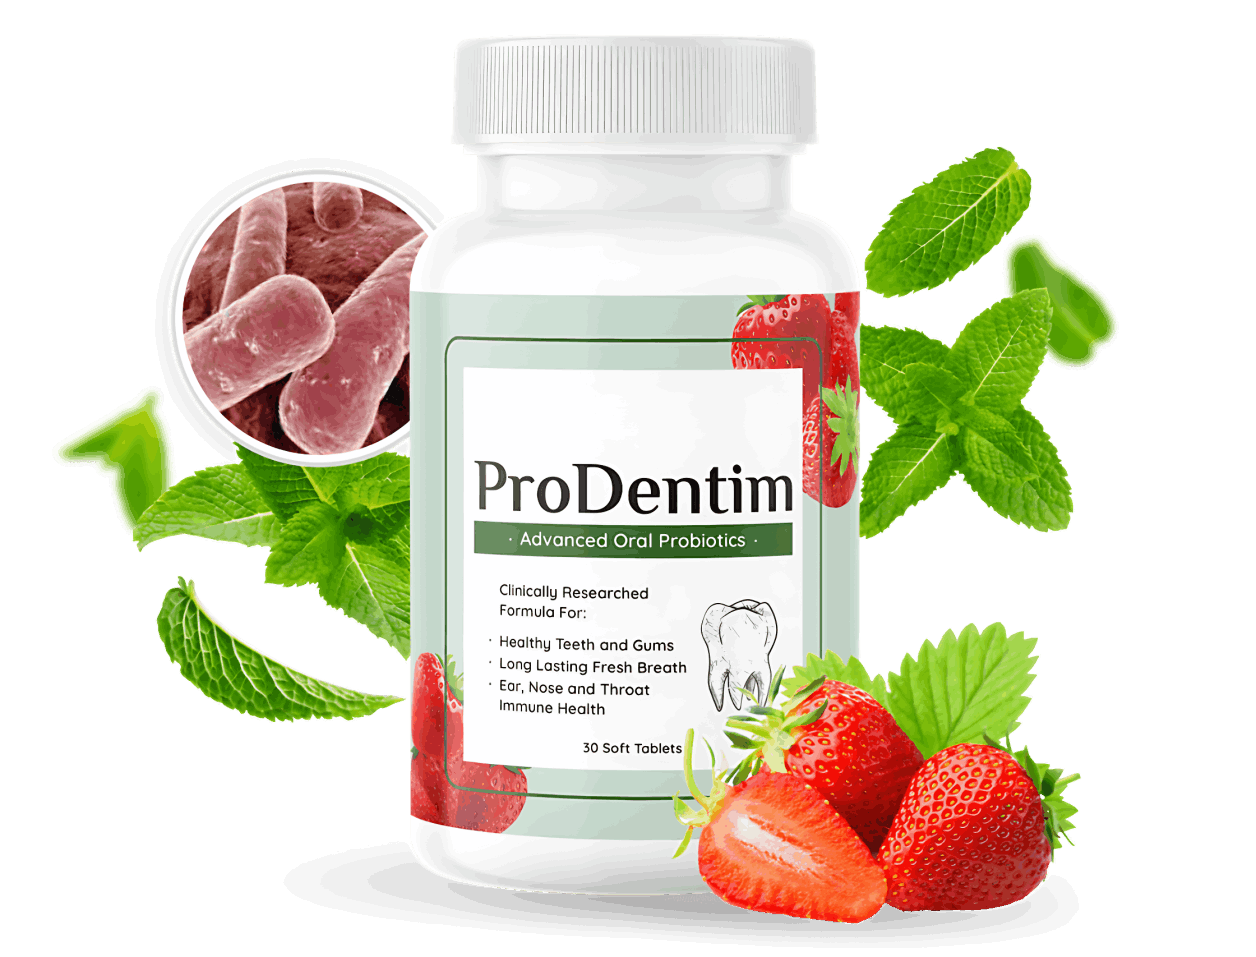 ProDentim
· Advanced Oral Probiotics ·
Clinically Researched
Formula For:
· Healthy Teeth and Gums
· Long Lasting Fresh Breath
· Ear, Nose and Throat
Immune Health
30 Soft Tablets